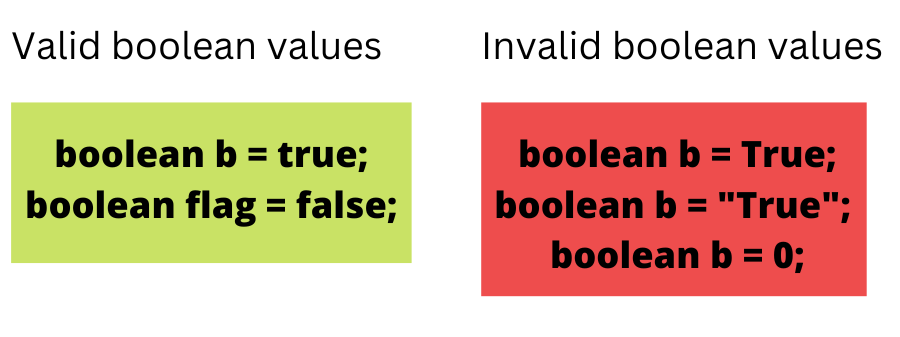 Valid boolean values
boolean b = true;
boolean flag = false;
Invalid boolean values
boolean b = True;
boolean b = "True";
boolean b = 0;